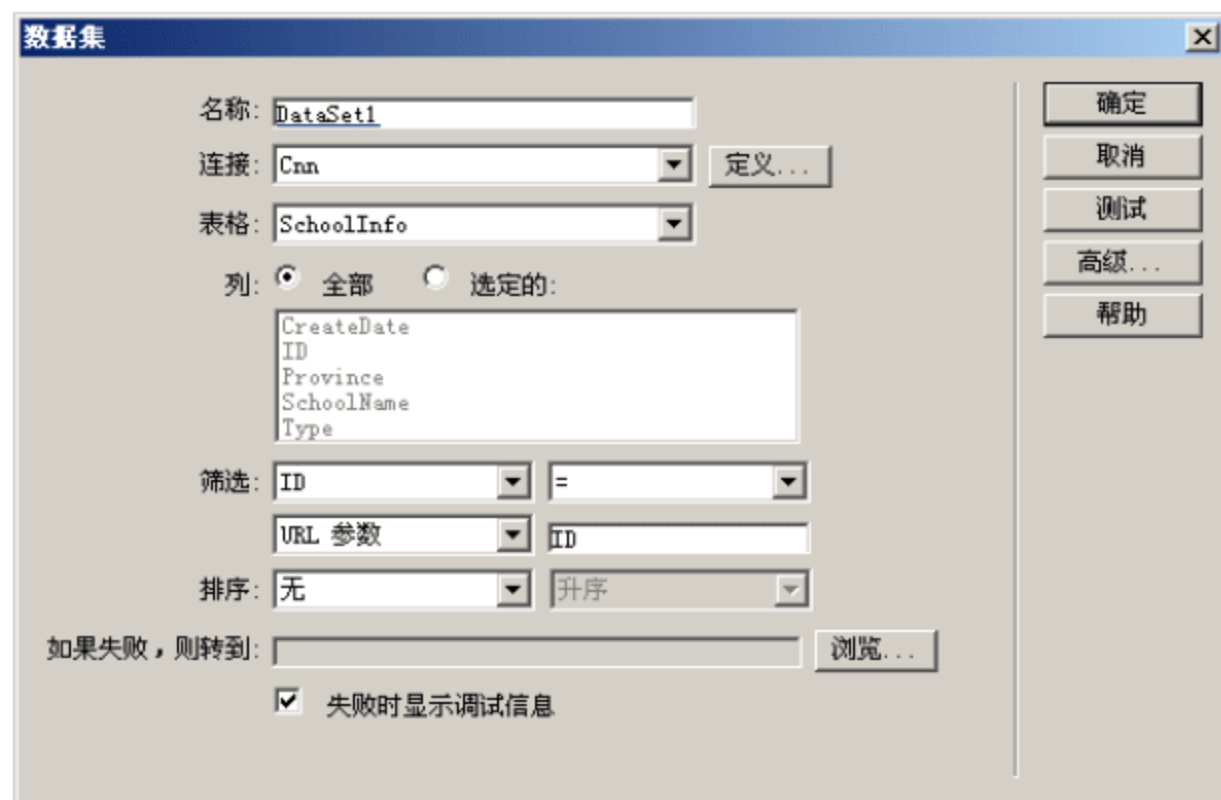 数据集
名称: DataSet1
确定
连接: Cnn 定义...
取消
表格: SchoolInfo
测试
列: 全部 选定的:
高级...
CreateDate
ID
Province
SchoolName
Type
帮助
筛选: ID =
URL 参数 ID
排序: 无 升序
如果失败，则转到: 浏览...
失败时显示调试信息